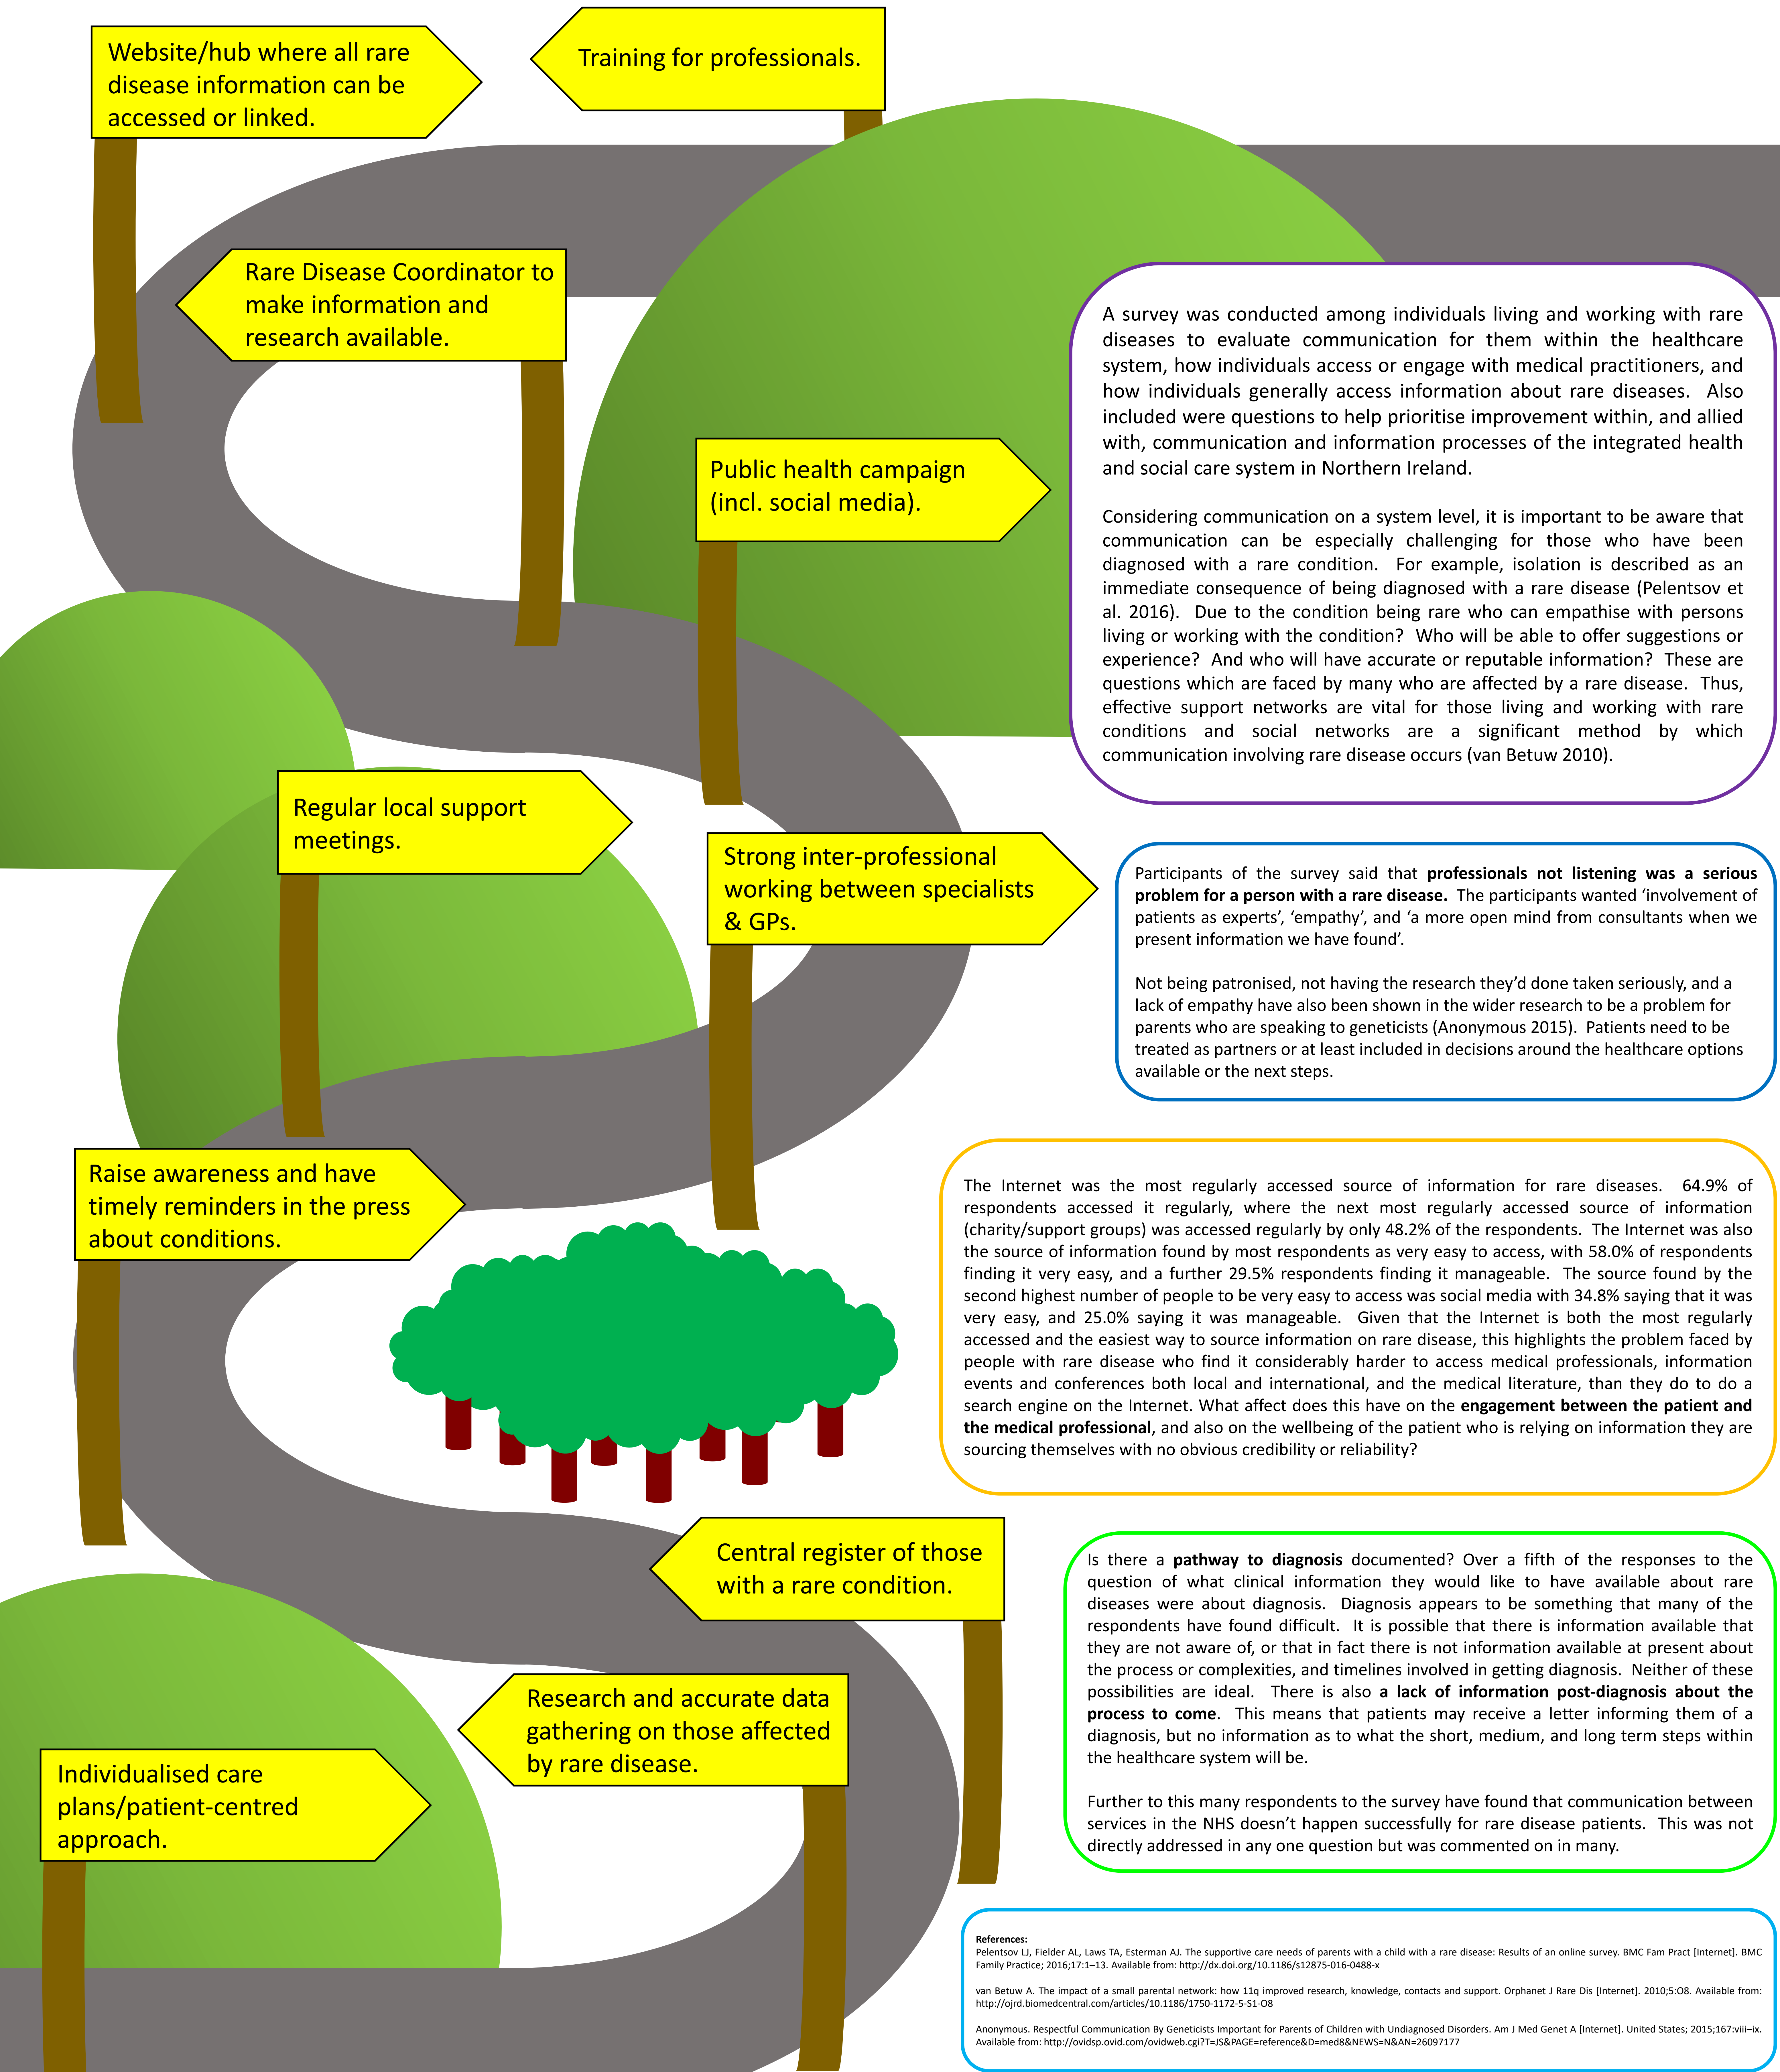 Website/hub where all rare
disease information can be
accessed or linked.
Training for professionals.
Rare Disease Coordinator to
make information and
research available.
Public health campaign
(incl. social media).
Regular local support
meetings.
Strong inter-professional
working between specialists
& GPs.
Raise awareness and have
timely reminders in the press
about conditions.
Central register of those
with a rare condition.
Research and accurate data
gathering on those affected
by rare disease.
Individualised care
plans/patient-centred
approach.
A survey was conducted among individuals living and working with rare
diseases to evaluate communication for them within the healthcare
system, how individuals access or engage with medical practitioners, and
how individuals generally access information about rare diseases. Also
included were questions to help prioritise improvement within, and allied
with, communication and information processes of the integrated health
and social care system in Northern Ireland.
Considering communication on a system level, it is important to be aware that
communication can be especially challenging for those who have been
diagnosed with a rare condition. For example, isolation is described as an
immediate consequence of being diagnosed with a rare disease (Pelentsov et
al. 2016). Due to the condition being rare who can empathise with persons
living or working with the condition? Who will be able to offer suggestions or
experience? And who will have accurate or reputable information? These are
questions which are faced by many who are affected by a rare disease. Thus,
effective support networks are vital for those living and working with rare
conditions and social networks are a significant method by which
communication involving rare disease occurs (van Betuw 2010).
Participants of the survey said that professionals not listening was a serious
problem for a person with a rare disease. The participants wanted ‘involvement of
patients as experts’, ‘empathy’, and ‘a more open mind from consultants when we
present information we have found’.
Not being patronised, not having the research they’d done taken seriously, and a
lack of empathy have also been shown in the wider research to be a problem for
parents who are speaking to geneticists (Anonymous 2015). Patients need to be
treated as partners or at least included in decisions around the healthcare options
available or the next steps.
The Internet was the most regularly accessed source of information for rare diseases. 64.9% of
respondents accessed it regularly, where the next most regularly accessed source of information
(charity/support groups) was accessed regularly by only 48.2% of the respondents. The Internet was also
the source of information found by most respondents as very easy to access, with 58.0% of respondents
finding it very easy, and a further 29.5% respondents finding it manageable. The source found by the
second highest number of people to be very easy to access was social media with 34.8% saying that it was
very easy, and 25.0% saying it was manageable. Given that the Internet is both the most regularly
accessed and the easiest way to source information on rare disease, this highlights the problem faced by
people with rare disease who find it considerably harder to access medical professionals, information
events and conferences both local and international, and the medical literature, than they do to do a
search engine on the Internet. What affect does this have on the engagement between the patient and
the medical professional, and also on the wellbeing of the patient who is relying on information they are
sourcing themselves with no obvious credibility or reliability?
Is there a pathway to diagnosis documented? Over a fifth of the responses to the
question of what clinical information they would like to have available about rare
diseases were about diagnosis. Diagnosis appears to be something that many of the
respondents have found difficult. It is possible that there is information available that
they are not aware of, or that in fact there is not information available at present about
the process or complexities, and timelines involved in getting diagnosis. Neither of these
possibilities are ideal. There is also a lack of information post-diagnosis about the
process to come. This means that patients may receive a letter informing them of a
diagnosis, but no information as to what the short, medium, and long term steps within
the healthcare system will be.
Further to this many respondents to the survey have found that communication between
services in the NHS doesn’t happen successfully for rare disease patients. This was not
directly addressed in any one question but was commented on in many.
References:
Pelentsov LJ, Fielder AL, Laws TA, Esterman AJ. The supportive care needs of parents with a child with a rare disease: Results of an online survey. BMC Fam Pract [Internet]. BMC
Family Practice; 2016;17:1–13. Available from: http://dx.doi.org/10.1186/s12875-016-0488-x
van Betuw A. The impact of a small parental network: how 11q improved research, knowledge, contacts and support. Orphanet J Rare Dis [Internet]. 2010;5:O8. Available from:
http://ojrd.biomedcentral.com/articles/10.1186/1750-1172-5-S1-O8
Anonymous. Respectful Communication By Geneticists Important for Parents of Children with Undiagnosed Disorders. Am J Med Genet A [Internet]. United States; 2015;167:viii–ix.
Available from: http://ovidsp.ovid.com/ovidweb.cgi?T=JS&PAGE=reference&D=med8&NEWS=N&AN=26097177